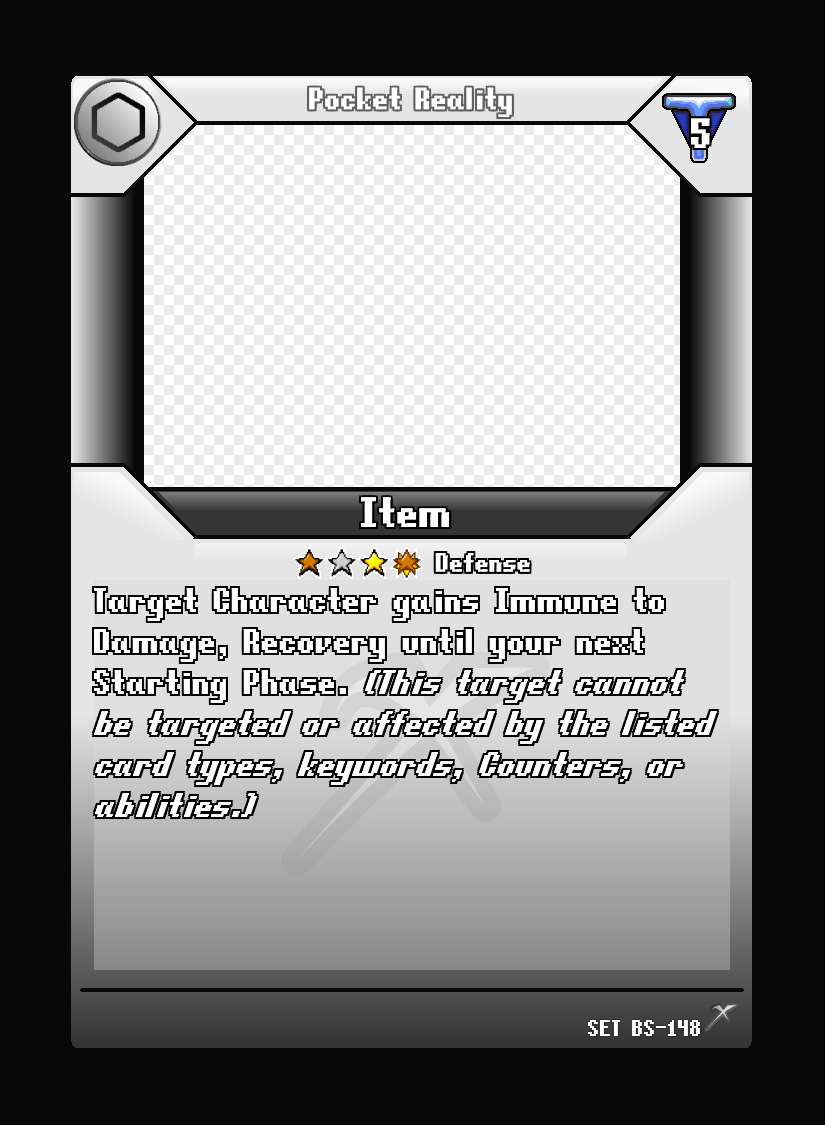 Pocket Reality
5
Item
Defense
Target Character gains Immune to
Damage, Recovery until your next
Starting Phase. (This target cannot
be targeted or affected by the listed
card types, keywords, Counters, or
abilities.)
SET BS-148